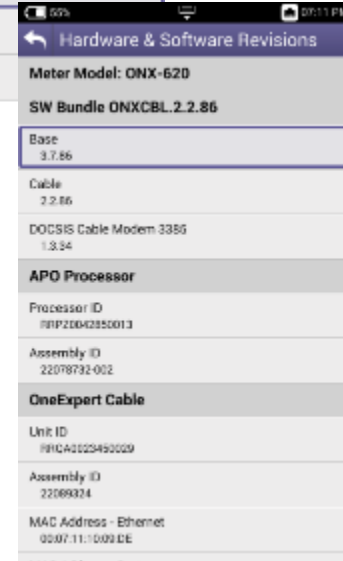 55%
07:11 PM
Hardware & Software Revisions
Meter Model: ONX-620
SW Bundle ONXCBL.2.2.86
Base
3.7.86
Cable
2.2.86
DOCSIS Cable Modem 3385
1.3.34
APO Processor
Processor ID
Assembly ID
22078732-002
OneExpert Cable
Unit ID
RRCA0023450029
Assembly ID
22089324
MAC Address - Ethernet
00:07:11:10:09:DE